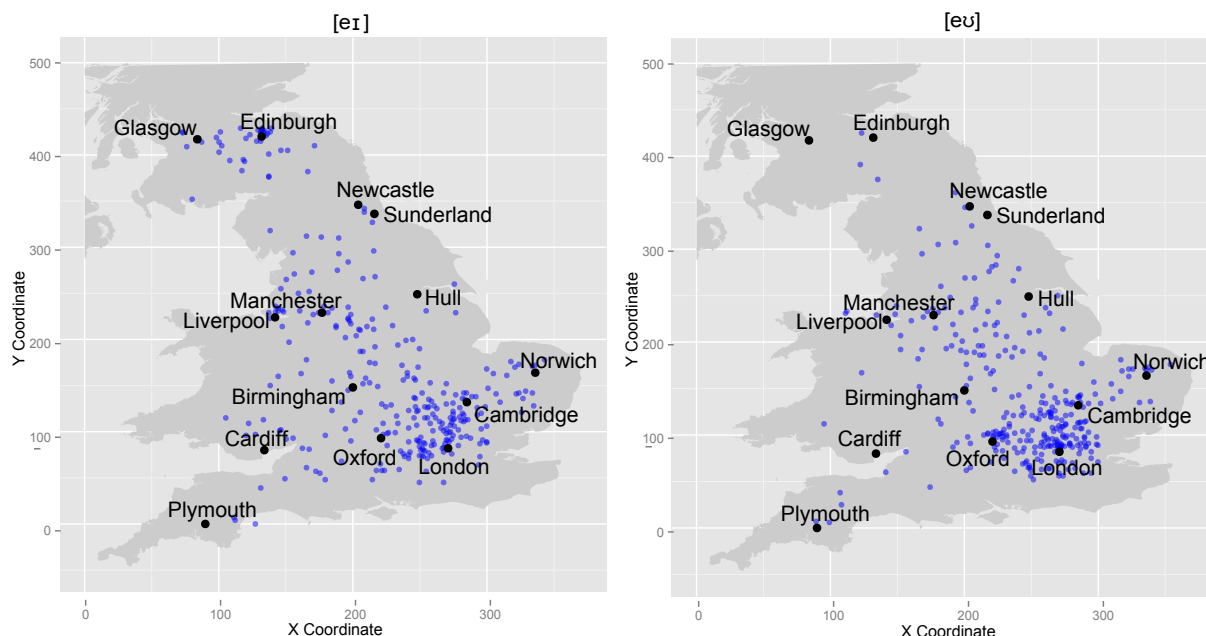 [eɪ]
500
400
300
200
100
0
Y Coordinate
Glasgow
Edinburgh
Newcastle
Sunderland
Hull
Manchester
Liverpool
Norwich
Birmingham
Cambridge
Cardiff
Oxford
London
Plymouth
0
100
200
300
X Coordinate
[eʊ]
500
400
300
200
100
0
Y Coordinate
Glasgow
Edinburgh
Newcastle
Sunderland
Hull
Manchester
Liverpool
Norwich
Birmingham
Cambridge
Cardiff
Oxford
London
Plymouth
0
100
200
300
X Coordinate